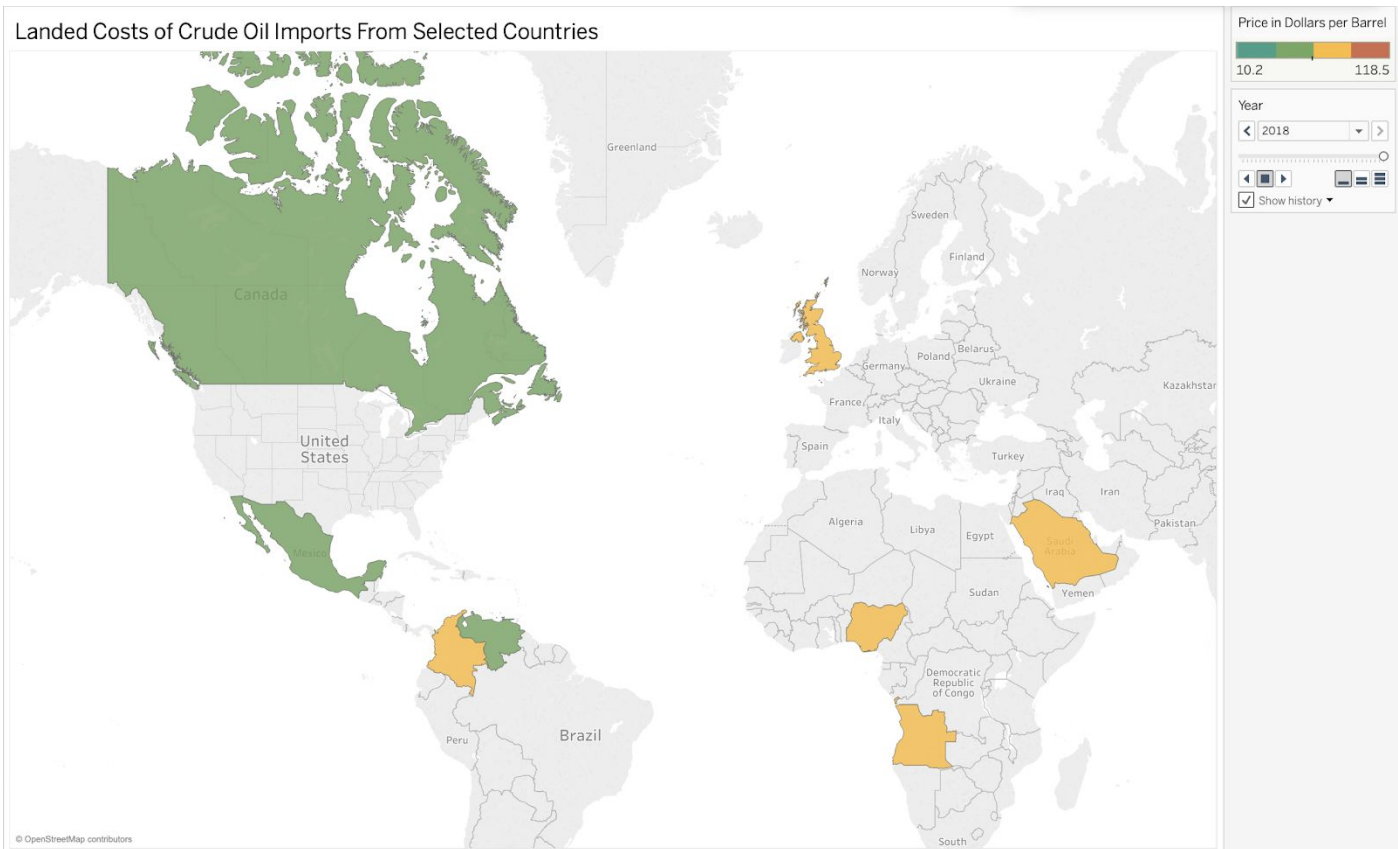 Landed Costs of Crude Oil Imports From Selected Countries
Price in Dollars per Barrel
10.2 118.5
Year
2018
Show history
Greenland
Canada
United
States
Mexico
Brazil
Peru
Sweden
Finland
Norway
Belarus
Poland
Germany
Ukraine
France
Kazakhstar
Italy
Spain
Turkey
Iraq
Iran
Pakistan
Algeria
Libya
Egypt
Saudi
Arabia
Sudan
Yemen
Democratic
Republic
of Congo
South
© OpenStreetMap contributors